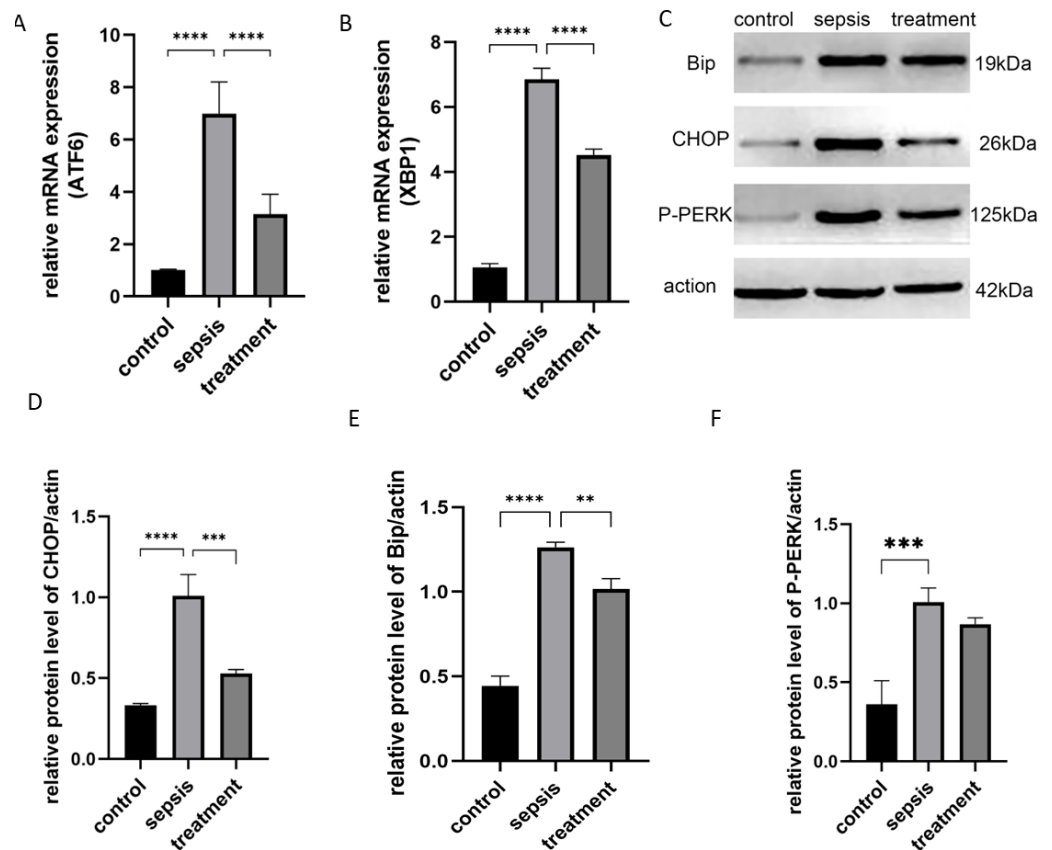 A
relative mRNA expression
(ATF6)
10
8
6
4
2
0
****
****
control
sepsis
treatment
B
relative mRNA expression
(XBP1)
8
6
4
2
0
****
****
control
sepsis
treatment
C
control sepsis treatment
Bip 19kDa
CHOP 26kDa
P-PERK 125kDa
action 42kDa
D
relative protein level of CHOP/actin
1.5
1.0
0.5
0.0
****
***
control
sepsis
treatment
E
relative protein level of Bip/actin
1.5
1.0
0.5
0.0
****
**
control
sepsis
treatment
F
relative protein level of P-PERK/actin
1.5
1.0
0.5
0.0
***
control
sepsis
treatment